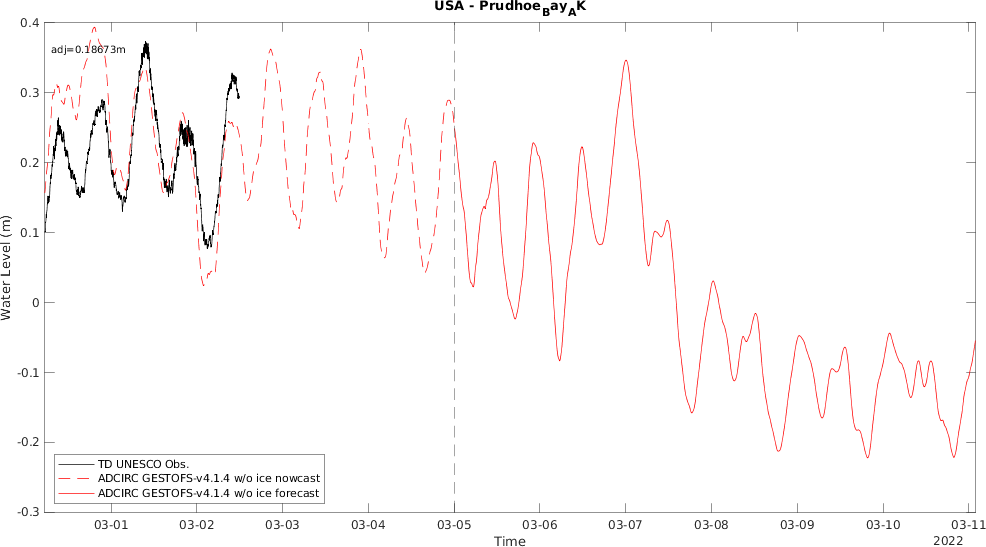 USA - Prudhoe_Bay_AK
adj=0.18673m
0.4
0.3
0.2
0.1
0
-0.1
-0.2
-0.3
Water Level (m)
TD UNESCO Obs.
ADCIRC GESTOFS-v4.1.4 w/o ice nowcast
ADCIRC GESTOFS-v4.1.4 w/o ice forecast
03-01 03-02 03-03 03-04 03-05 03-06 03-07 03-08 03-09 03-10 03-11
Time
2022